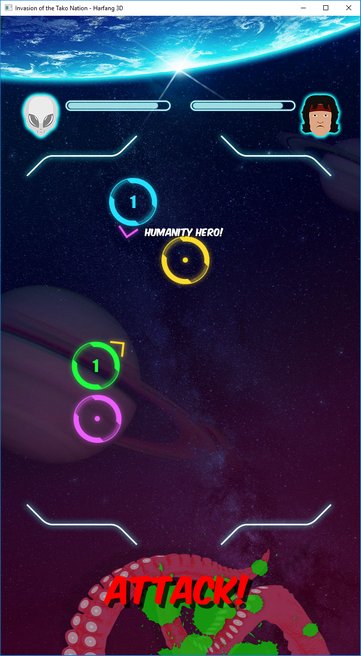 Invasion of the Tako Nation - Harfang 3D
1
HUMANITY HERO!
1
ATTACK!